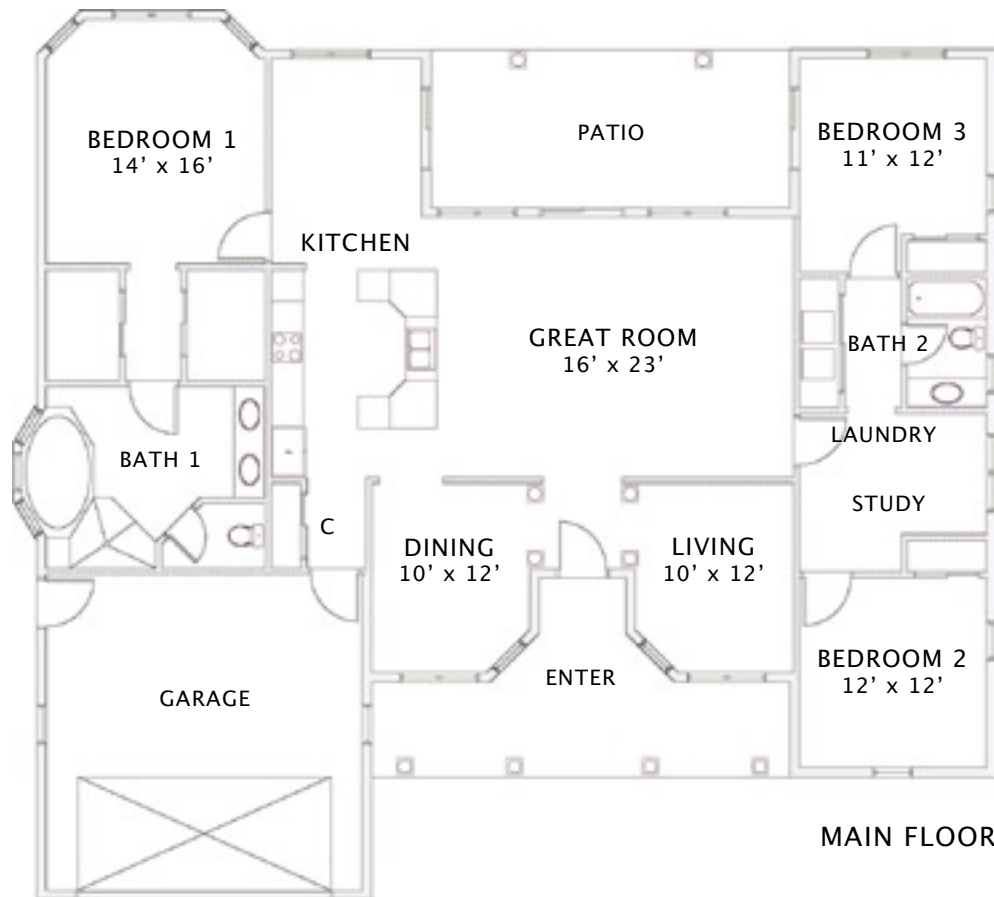 BEDROOM 1
14’ x 16’
PATIO
BEDROOM 3
11’ x 12’
KITCHEN
GREAT ROOM
16’ x 23’
BATH 2
LAUNDRY
BATH 1
STUDY
C
DINING
10’ x 12’
LIVING
10’ x 12’
BEDROOM 2
12’ x 12’
ENTER
GARAGE
MAIN FLOOR